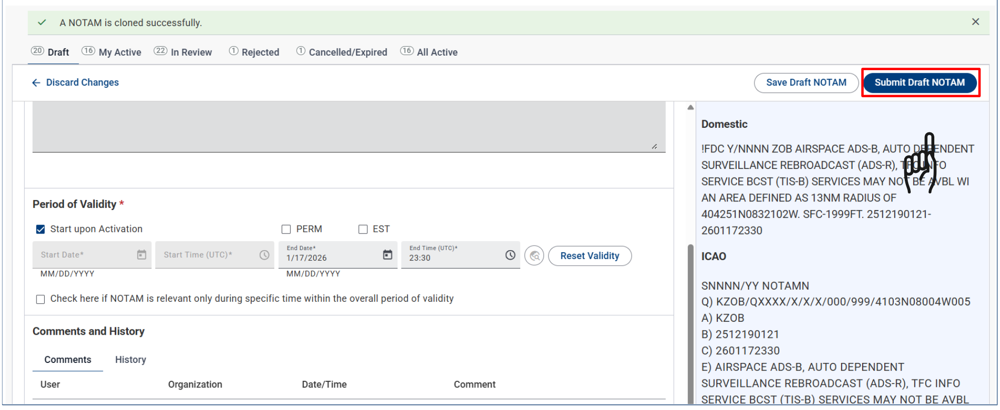 A NOTAM is cloned successfully.
20 Draft 16 My Active 22 In Review 1 Rejected 1 Cancelled/Expired 16 All Active
Discard Changes
Save Draft NOTAM
Submit Draft NOTAM
Period of Validity *
Start upon Activation
PERM
EST
Start Date*
Start Time (UTC)*
End Date*
1/17/2026
End Time (UTC)*
23:30
Reset Validity
MM/DD/YYYY
MM/DD/YYYY
Check here if NOTAM is relevant only during specific time within the overall period of validity
Comments and History
Comments History
User Organization Date/Time Comment
Domestic
!FDC Y/NNNN ZOB AIRSPACE ADS-B, AUTO DEPENDENT
SURVEILLANCE REBROADCAST (ADS-R), TFC INFO
SERVICE BCST (TIS-B) SERVICES MAY NOT BE AVBL WI
AN AREA DEFINED AS 13NM RADIUS OF
404251N0832102W. SFC-1999FT. 2512190121-
2601172330
ICAO
SNNNN/YY NOTAMN
Q) KZOB/QXXXX/X/X/X/000/999/4103N08004W005
A) KZOB
B) 2512190121
C) 2601172330
E) AIRSPACE ADS-B, AUTO DEPENDENT
SURVEILLANCE REBROADCAST (ADS-R), TFC INFO
SERVICE BCST (TIS-B) SERVICES MAY NOT BE AVBL